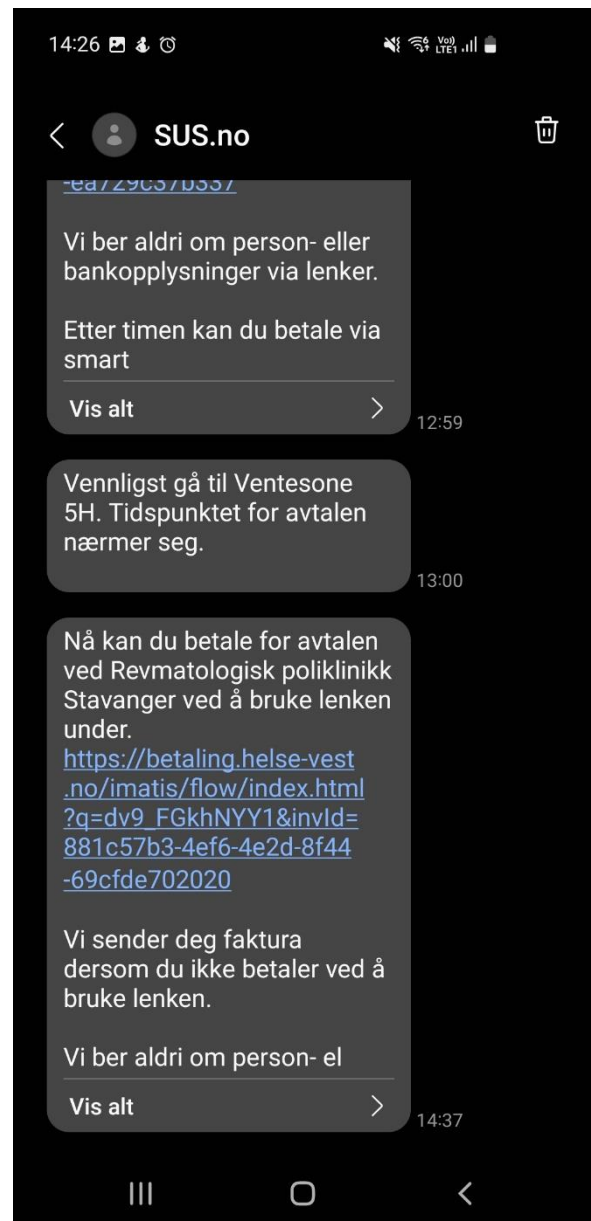 14:26
Vo))
LTE1
SUS.no
-ea729c37b337
Vi ber aldri om person- eller
bankopplysninger via lenker.
Etter timen kan du betale via
smart
Vis alt
12:59
Vennligst gå til Ventesone
5H. Tidspunktet for avtalen
nærmer seg.
13:00
Nå kan du betale for avtalen
ved Revmatologisk poliklinikk
Stavanger ved å bruke lenken
under.
https://betaling.helse-vest
.no/imatis/flow/index.html
?q=dv9_FGkhNYY1&invId=
881c57b3-4ef6-4e2d-8f44
-69cfde702020
Vi sender deg faktura
dersom du ikke betaler ved å
bruke lenken.
Vi ber aldri om person- el
Vis alt
14:37